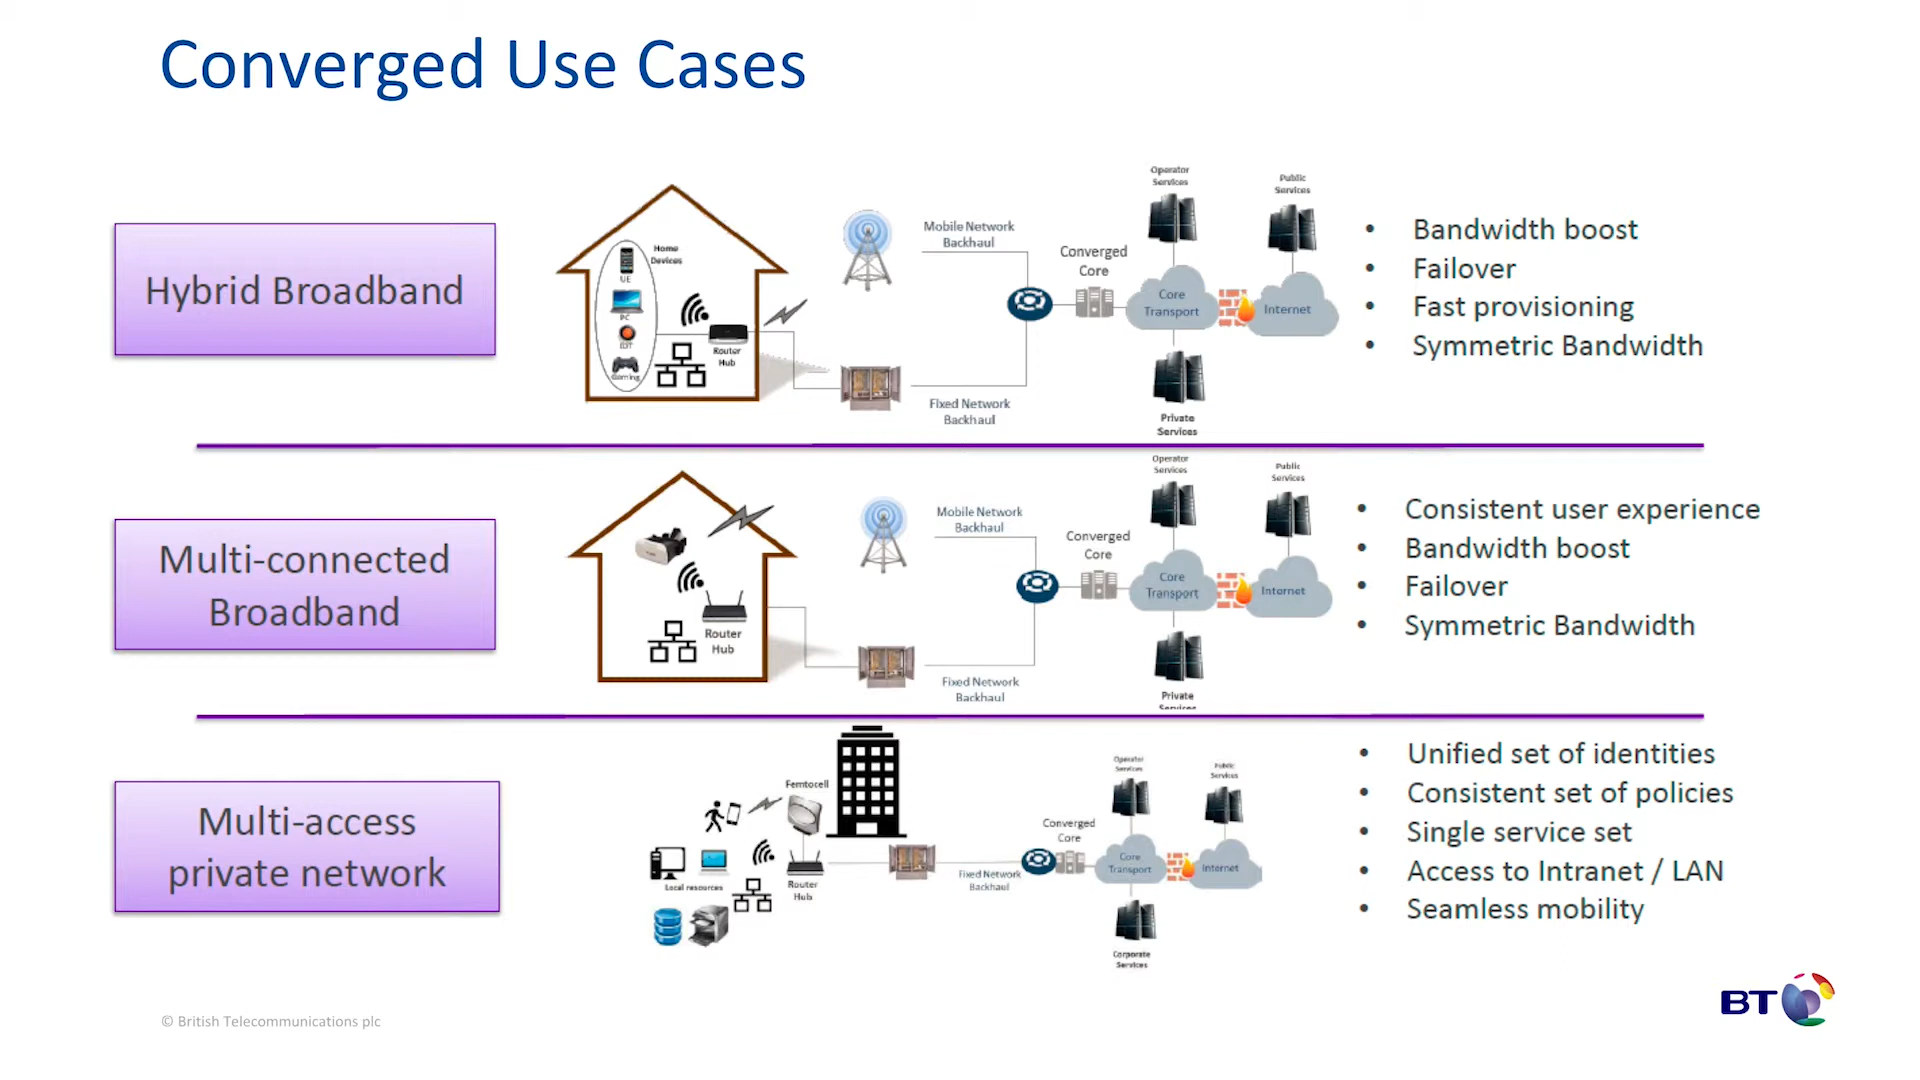 Converged Use Cases
Hybrid Broadband
Home
Devices
UE
PC
IOT
Gaming
Router
Hub
Mobile Network
Backhaul
Fixed Network
Backhaul
Converged
Core
Operator
Services
Core
Transport
Private
Services
Public
Services
Internet
• Bandwidth boost
• Failover
• Fast provisioning
• Symmetric Bandwidth
Multi-connected
Broadband
Router
Hub
Mobile Network
Backhaul
Fixed Network
Backhaul
Converged
Core
Operator
Services
Core
Transport
Private
Services
Public
Services
Internet
• Consistent user experience
• Bandwidth boost
• Failover
• Symmetric Bandwidth
Multi-access
private network
Femtocell
Local resources
Router
Hub
Fixed Network
Backhaul
Converged
Core
Operator
Services
Core
Transport
Corporate
Services
Public
Services
Internet
• Unified set of identities
• Consistent set of policies
• Single service set
• Access to Intranet / LAN
• Seamless mobility
© British Telecommunications plc
BT